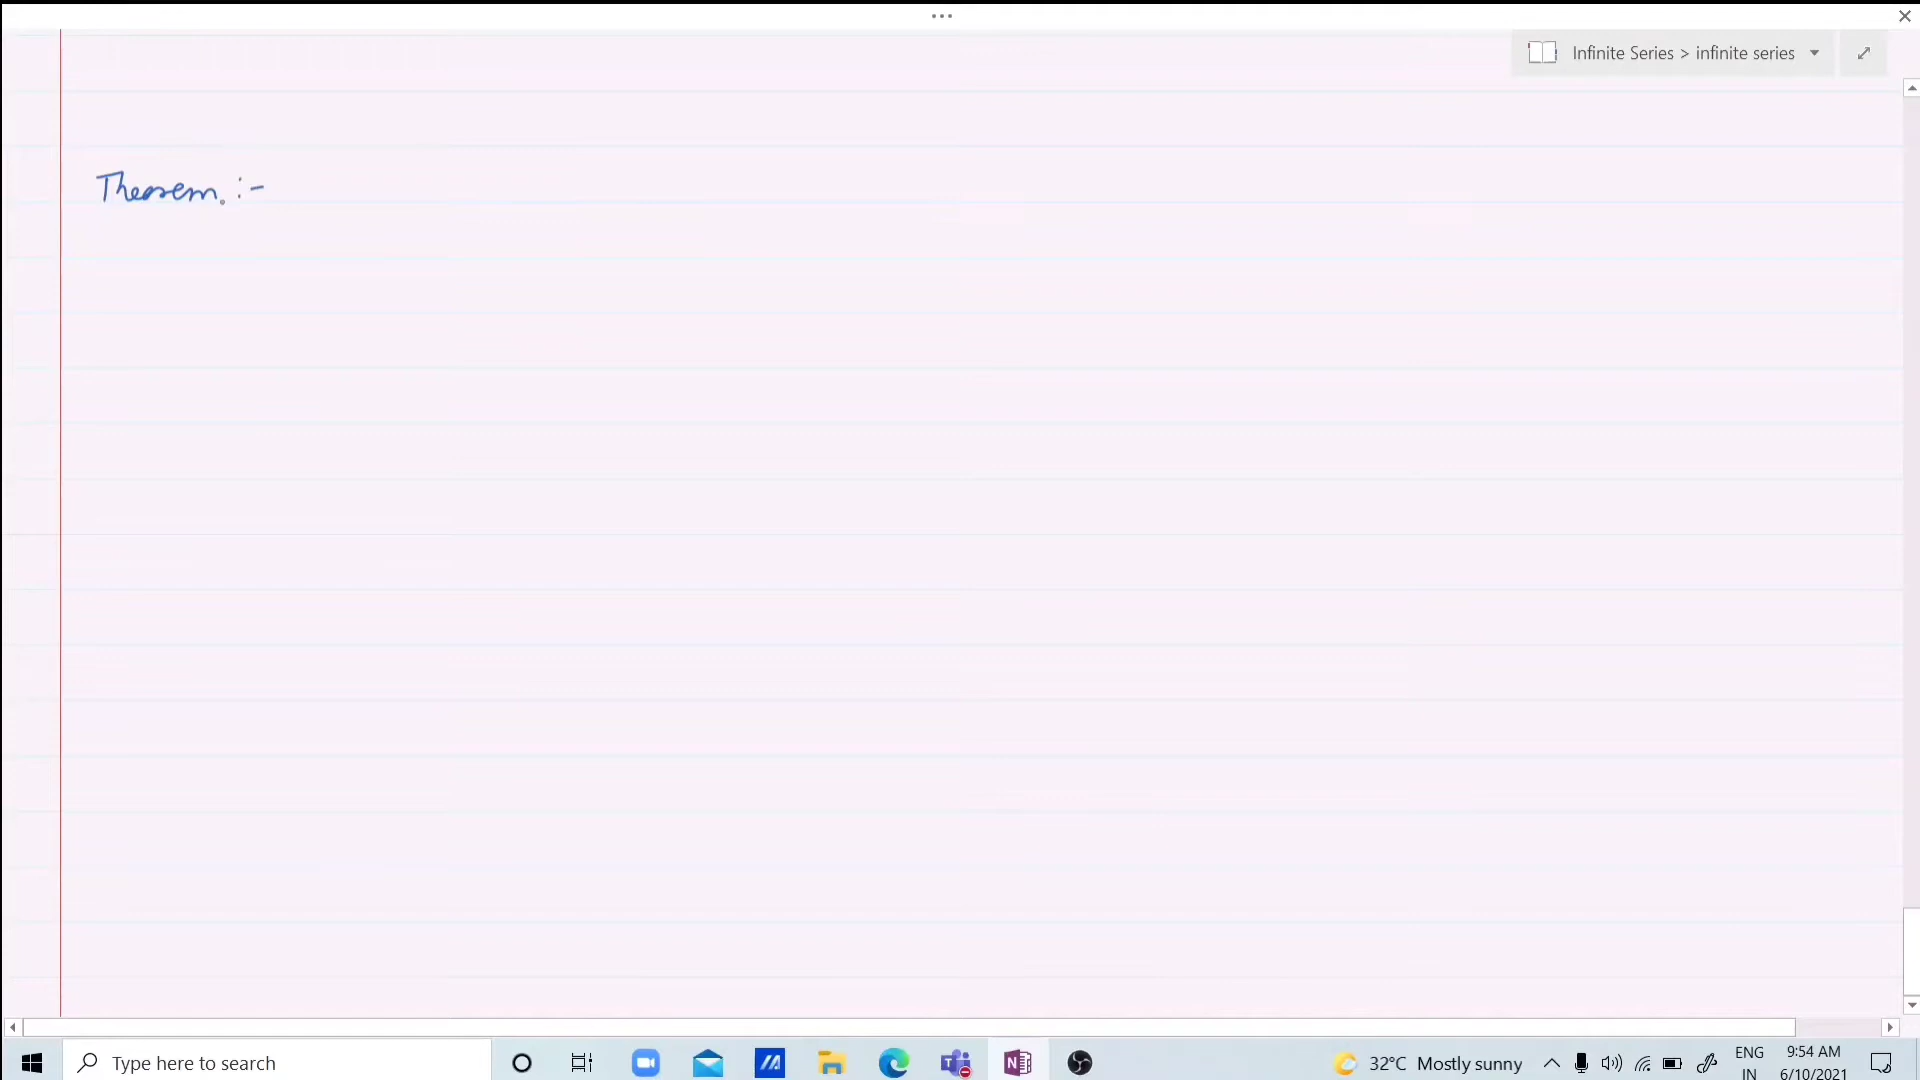 Infinite Series > infinite series
Theorem. :-
Type here to search
32°C Mostly sunny
ENG
IN
9:54 AM
6/10/2021